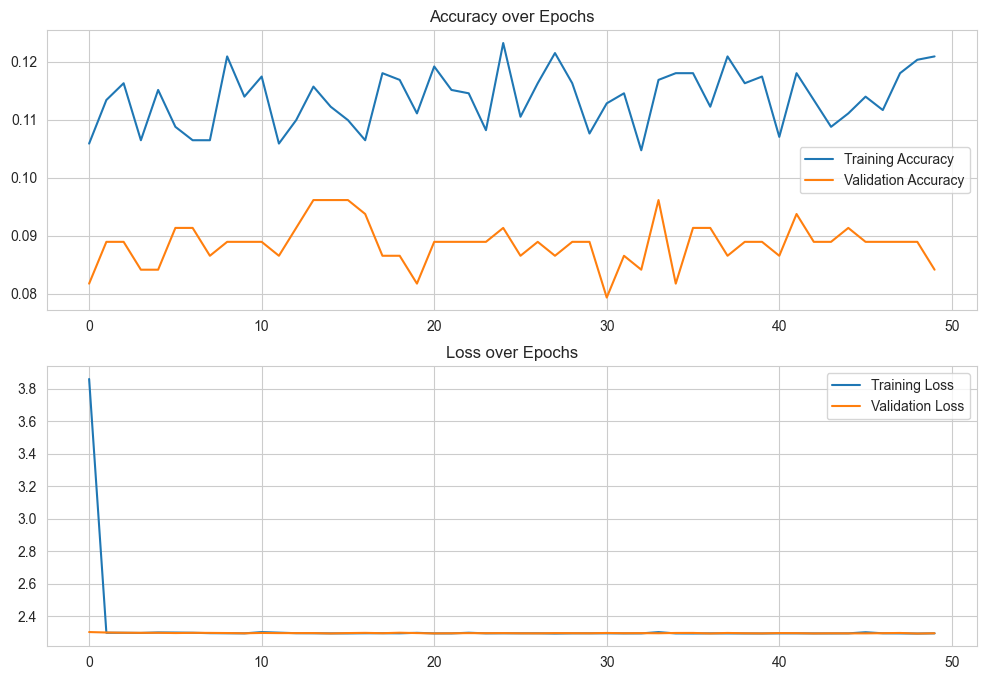 Accuracy over Epochs
0.12
0.11
0.10
0.09
0.08
Training Accuracy
Validation Accuracy
0 10 20 30 40 50
Loss over Epochs
3.8
3.6
3.4
3.2
3.0
2.8
2.6
2.4
Training Loss
Validation Loss
0 10 20 30 40 50